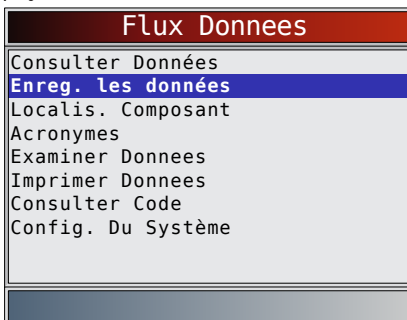 Flux Donnees
Consulter Données
Enreg. les données
Localis. Composant
Acronymes
Examiner Donnees
Imprimer Donnees
Consulter Code
Config. Du Système